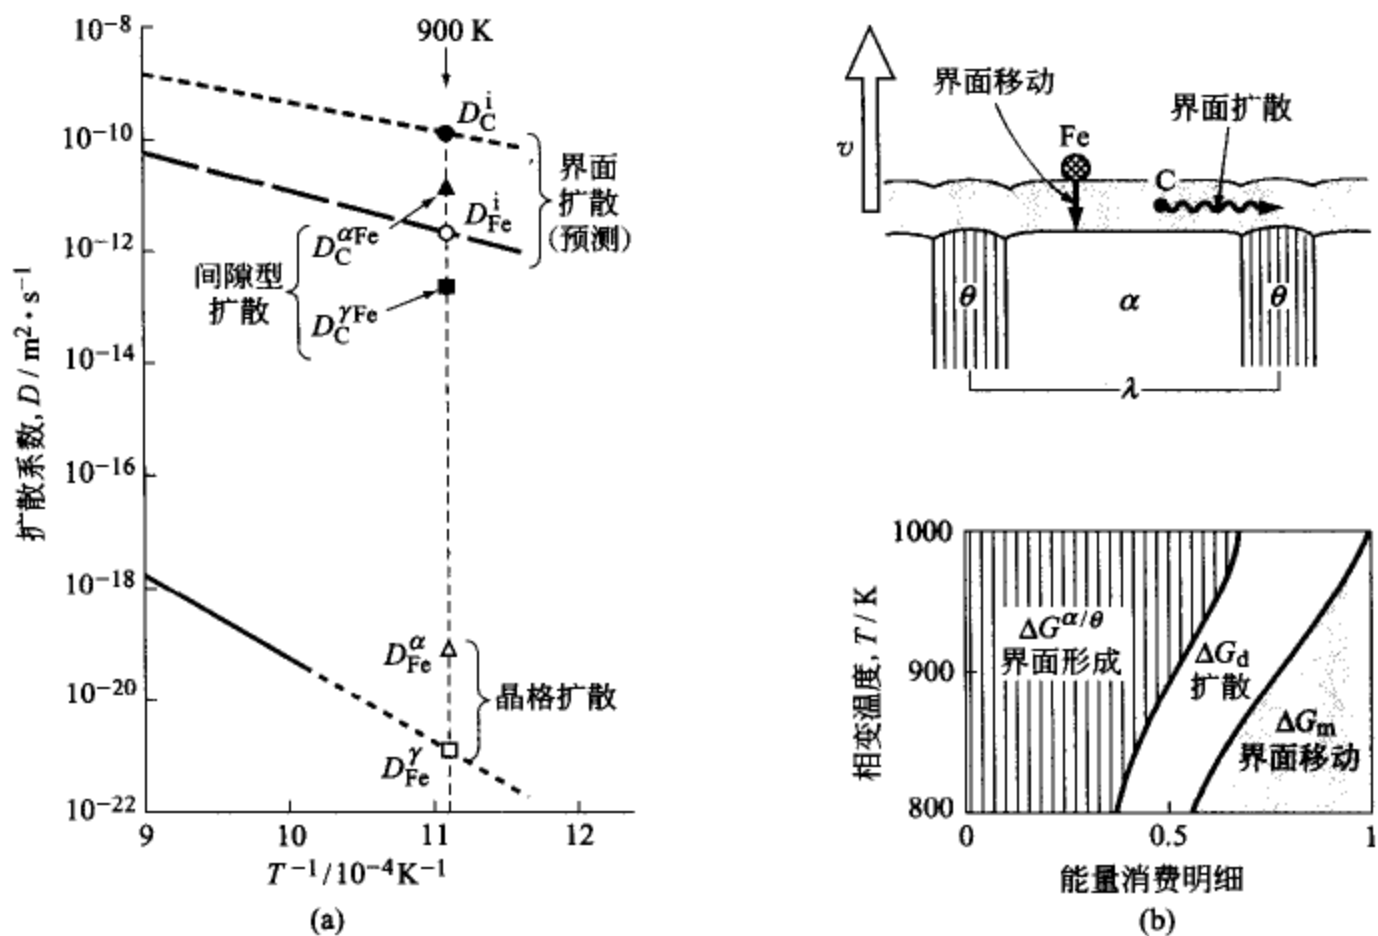 10⁻⁸
900 K
D_C^i
10⁻¹⁰
界面
扩散
(预测)
D_Fe^i
D_C^αFe
10⁻¹²
间隙型
扩散
D_C^γFe
10⁻¹⁴
扩散系数, D / m²·s⁻¹
10⁻¹⁶
10⁻¹⁸
D_Fe^α
晶格扩散
10⁻²⁰
D_Fe^γ
10⁻²²
9
10
11
12
T⁻¹/10⁻⁴K⁻¹
(a)
v
界面移动
界面扩散
Fe
C
θ
α
θ
λ
1000
ΔG^α/θ
界面形成
ΔG_d
扩散
900
相变温度, T / K
ΔG_m
界面移动
800
0
0.5
1
能量消费明细
(b)